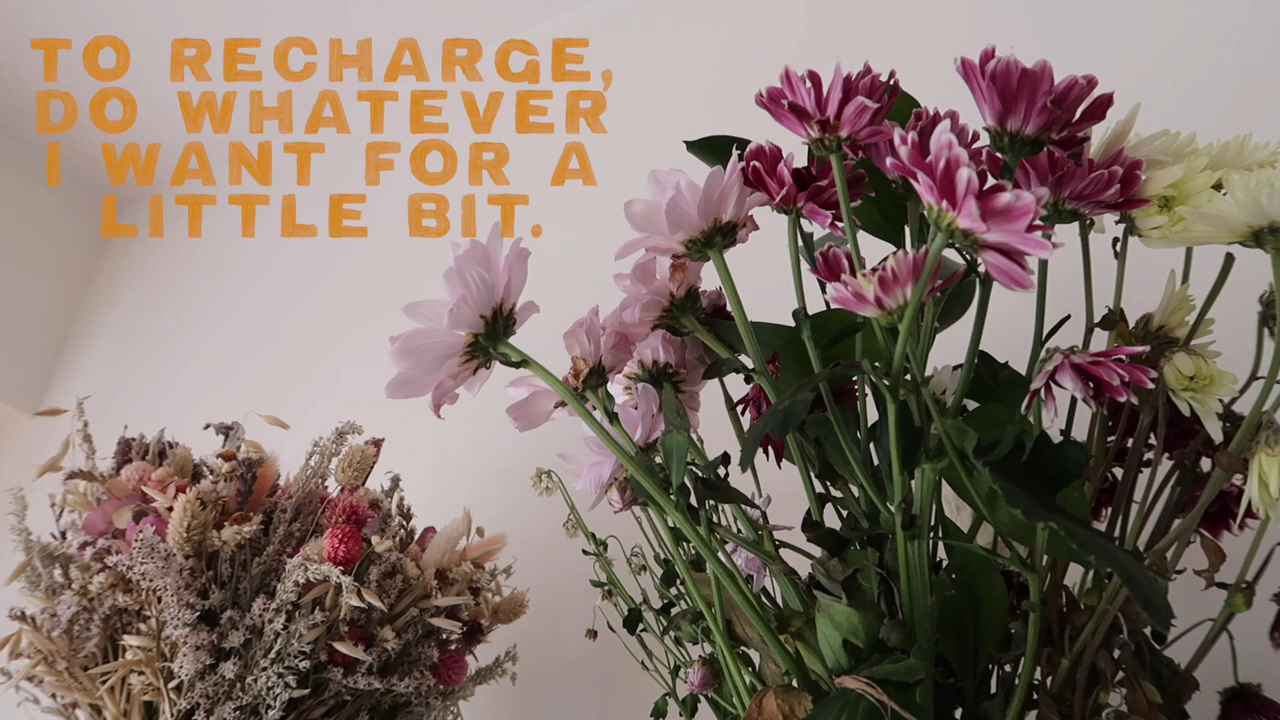 TO RECHARGE,
DO WHATEVER
I WANT FOR A
LITTLE BIT.